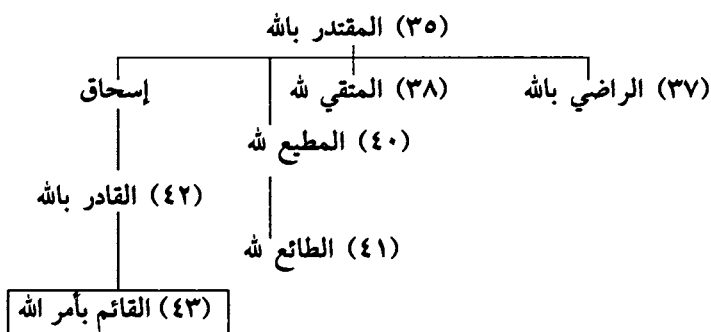 (٣٥) المقتدر بالله
(٣٧) الراضي بالله (٣٨) المتقي لله إسحاق
(٤٠) المطيع لله
(٤٢) القادر بالله
(٤١) الطائع لله
(٤٣) القائم بأمر الله